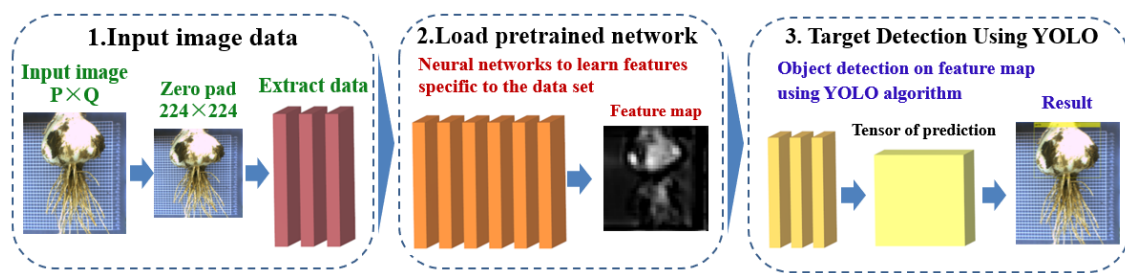 1.Input image data
Input image
P×Q
Zero pad
224×224
Extract data
2.Load pretrained network
Neural networks to learn features
specific to the data set
Feature map
3. Target Detection Using YOLO
Object detection on feature map
using YOLO algorithm
Result
Tensor of prediction